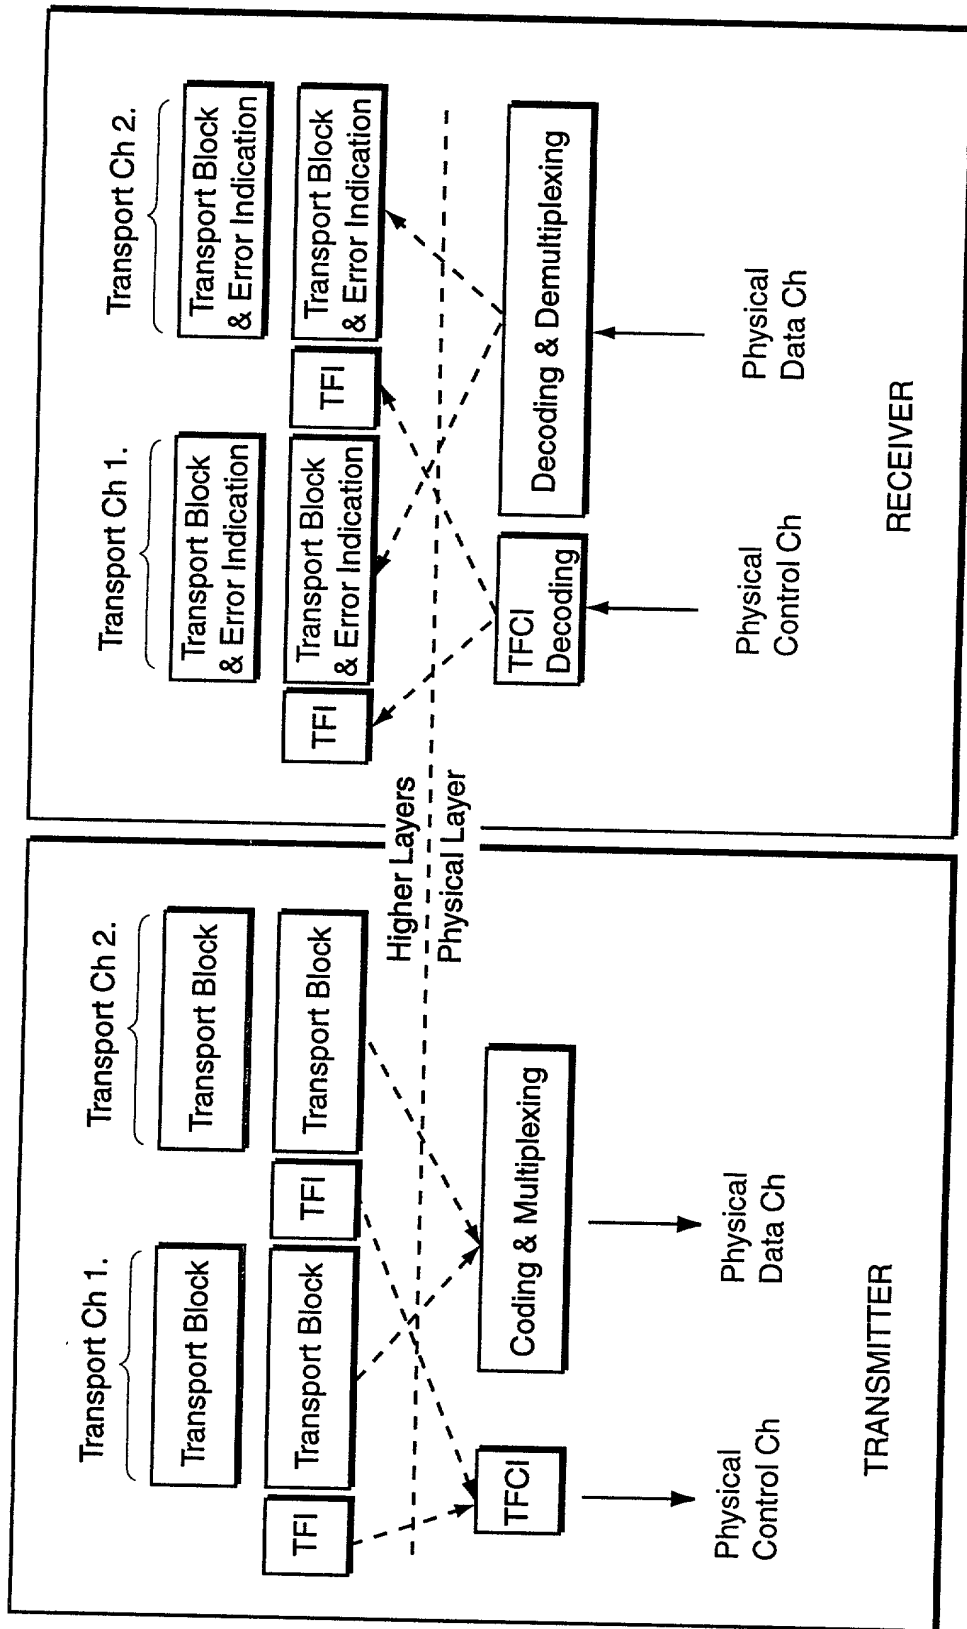 Transport Ch 1.
Transport Ch 2.
Transport Block
Transport Block
TFI
Transport Block
TFI
Transport Block
TFCI
Coding & Multiplexing
Physical
Control Ch
Physical
Data Ch
TRANSMITTER
Higher Layers
Physical Layer
Transport Ch 1.
Transport Ch 2.
Transport Block
& Error Indication
Transport Block
& Error Indication
TFI
Transport Block
& Error Indication
TFI
Transport Block
& Error Indication
TFCI
Decoding
Decoding & Demultiplexing
Physical
Control Ch
Physical
Data Ch
RECEIVER